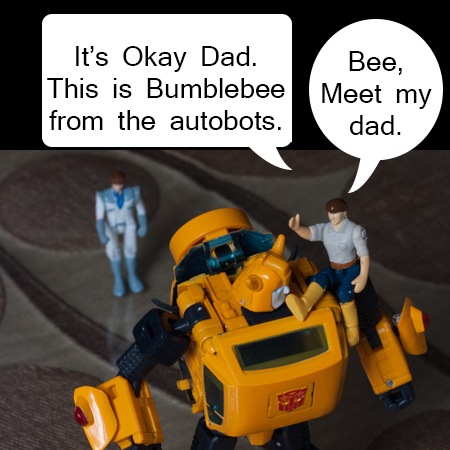 It's Okay Dad.
This is Bumblebee
from the autobots.
Bee,
Meet my
dad.